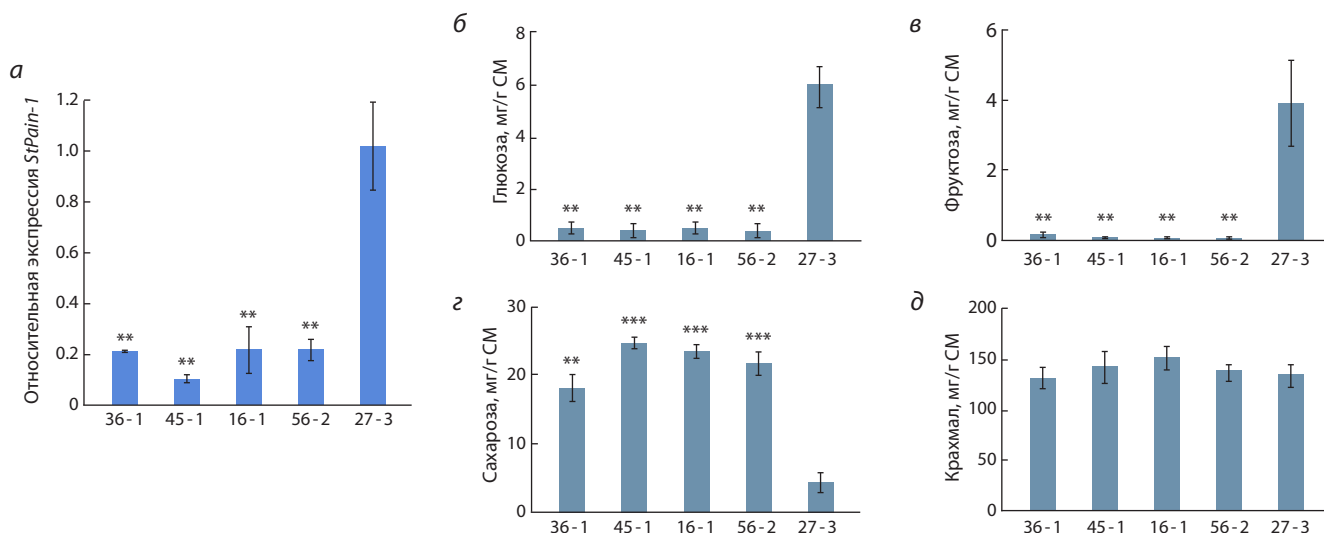 а
Относительная экспрессия StPain-1
1.2
1.0
0.8
0.6
0.4
0.2
0
** ** ** **
36-1 45-1 16-1 56-2 27-3
б
Глюкоза, мг/г СМ
8
6
4
2
0
** ** ** **
36-1 45-1 16-1 56-2 27-3
в
Фруктоза, мг/г СМ
6
4
2
0
** ** ** **
36-1 45-1 16-1 56-2 27-3
г
Сахароза, мг/г СМ
30
20
10
0
** *** *** ***
36-1 45-1 16-1 56-2 27-3
д
Крахмал, мг/г СМ
200
150
150
100
50
0
36-1 45-1 16-1 56-2 27-3